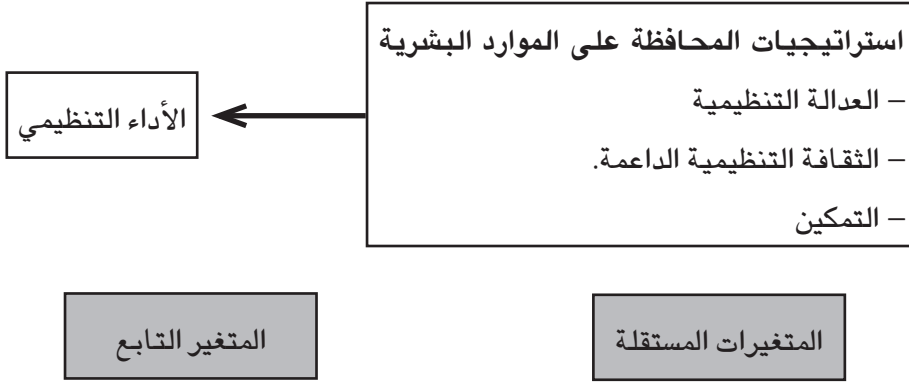 استراتيجيات المحافظة على الموارد البشرية
– العدالة التنظيمية
– الثقافة التنظيمية الداعمة.
– التمكين
الأداء التنظيمي
المتغيرات المستقلة
المتغير التابع